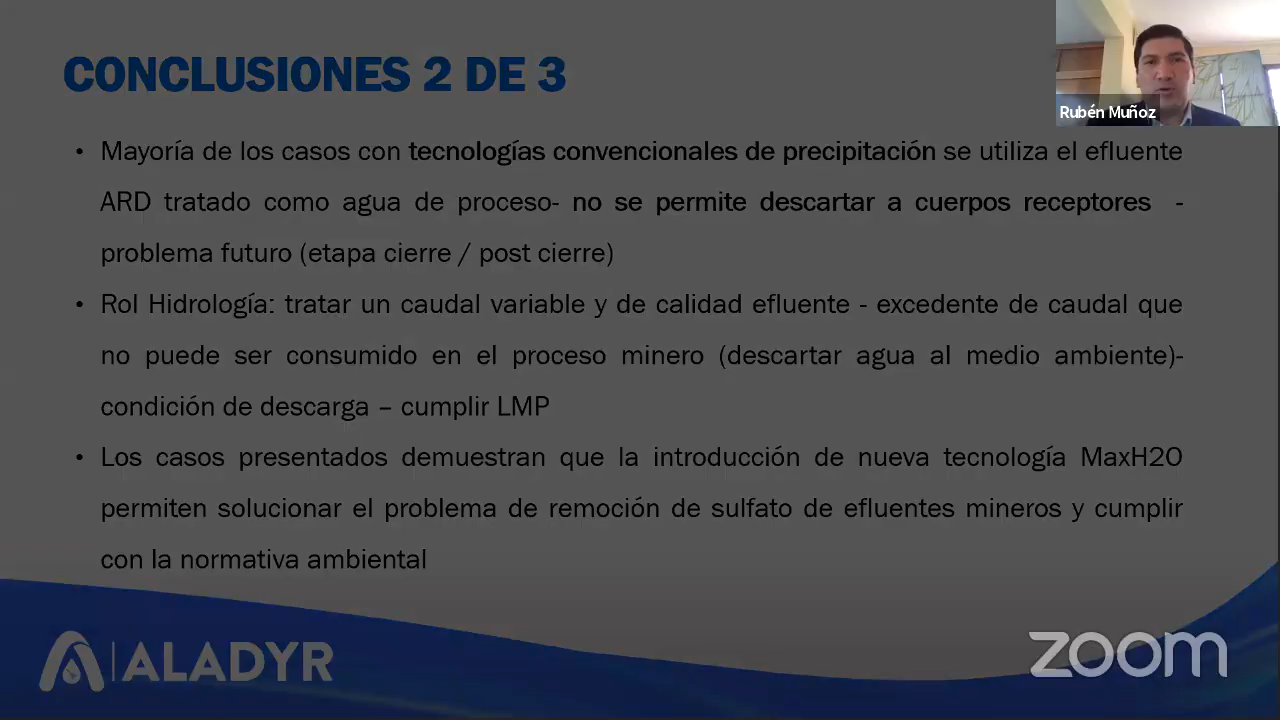 CONCLUSIONES 2 DE 3
Rubén Muñoz
• Mayoría de los casos con tecnologías convencionales de precipitación se utiliza el efluente
ARD tratado como agua de proceso- no se permite descartar a cuerpos receptores -
problema futuro (etapa cierre / post cierre)
• Rol Hidrología: tratar un caudal variable y de calidad efluente - excedente de caudal que
no puede ser consumido en el proceso minero (descartar agua al medio ambiente)-
condición de descarga – cumplir LMP
• Los casos presentados demuestran que la introducción de nueva tecnología MaxH2O
permiten solucionar el problema de remoción de sulfato de efluentes mineros y cumplir
con la normativa ambiental
ALADYR
zoom